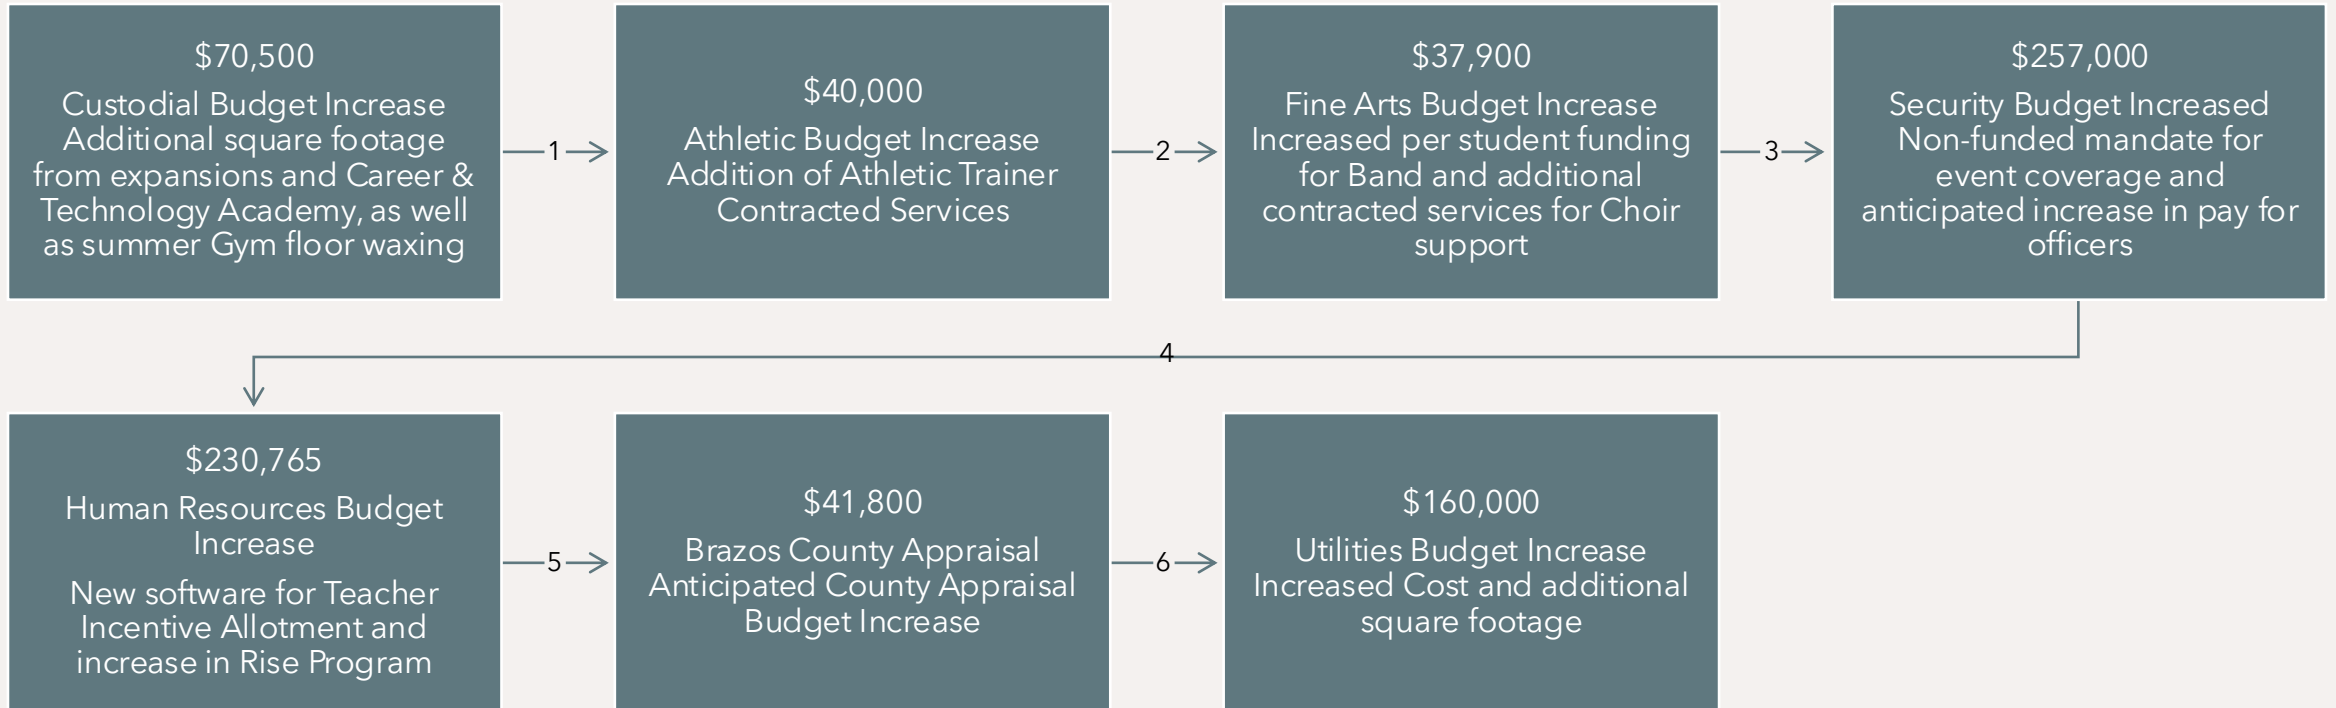 $70,500
Custodial Budget Increase
Additional square footage
from expansions and Career &
Technology Academy, as well
as summer Gym floor waxing
1
$40,000
Athletic Budget Increase
Addition of Athletic Trainer
Contracted Services
2
$37,900
Fine Arts Budget Increase
Increased per student funding
for Band and additional
contracted services for Choir
support
3
$257,000
Security Budget Increased
Non-funded mandate for
event coverage and
anticipated increase in pay for
officers
4
$230,765
Human Resources Budget
Increase
New software for Teacher
Incentive Allotment and
increase in Rise Program
5
$41,800
Brazos County Appraisal
Anticipated County Appraisal
Budget Increase
6
$160,000
Utilities Budget Increase
Increased Cost and additional
square footage